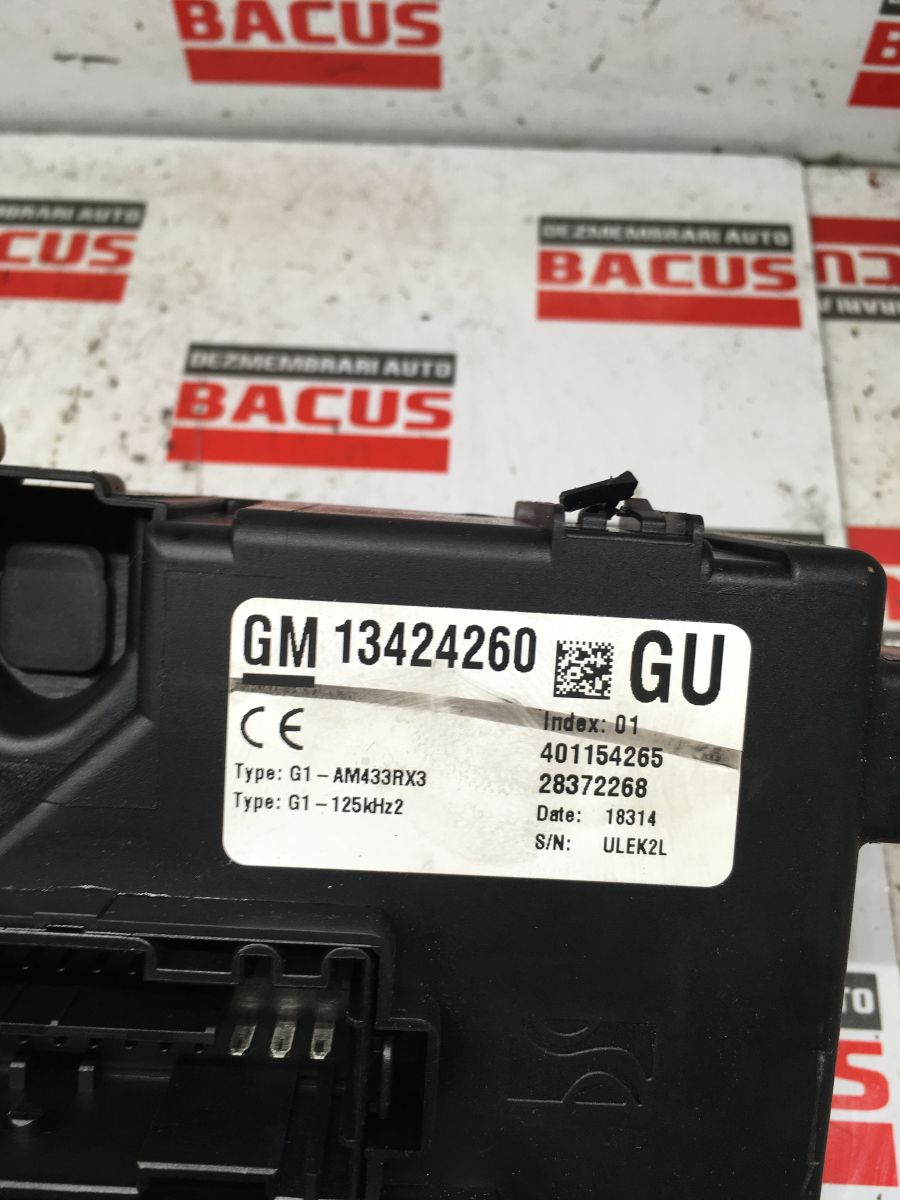 BACUS
DEZMEMBRARI AUTO
BACUS
DEZMEMBRARI AUTO
BACUS
DEZMEMBRARI AUTO
BACUS
GM 13424260 GU
Index: 01
401154265
Type: G1-AM433RX3
28372268
Type: G1-125kHz2
Date: 18314
S/N: ULEK2L